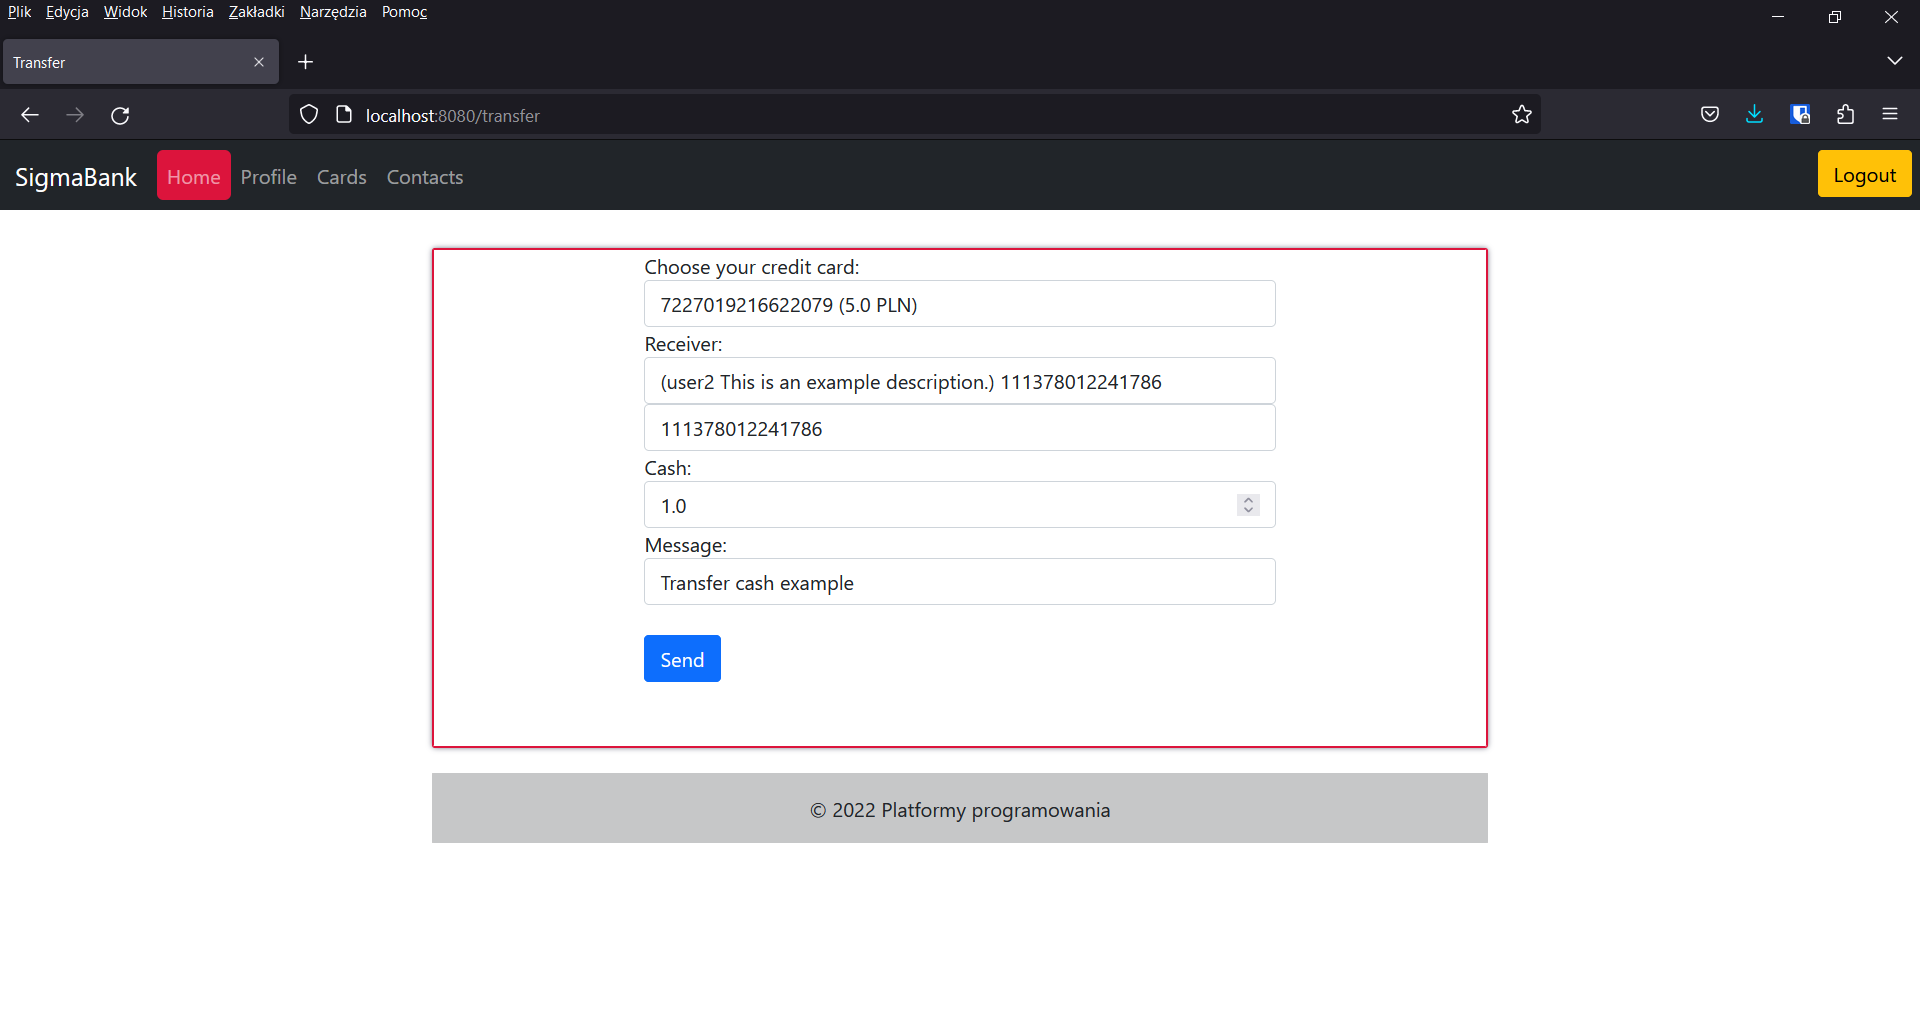 Plik Edycja Widok Historia Zakładki Narzędzia Pomoc
Transfer
localhost:8080/transfer
SigmaBank Home Profile Cards Contacts Logout
Choose your credit card:
7227019216622079 (5.0 PLN)
Receiver:
(user2 This is an example description.) 111378012241786
111378012241786
Cash:
1.0
Message:
Transfer cash example
Send
© 2022 Platformy programowania